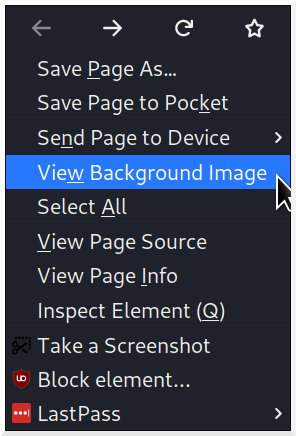 Save Page As...
Save Page to Pocket
Send Page to Device
View Background Image
Select All
View Page Source
View Page Info
Inspect Element (Q)
Take a Screenshot
Block element...
LastPass